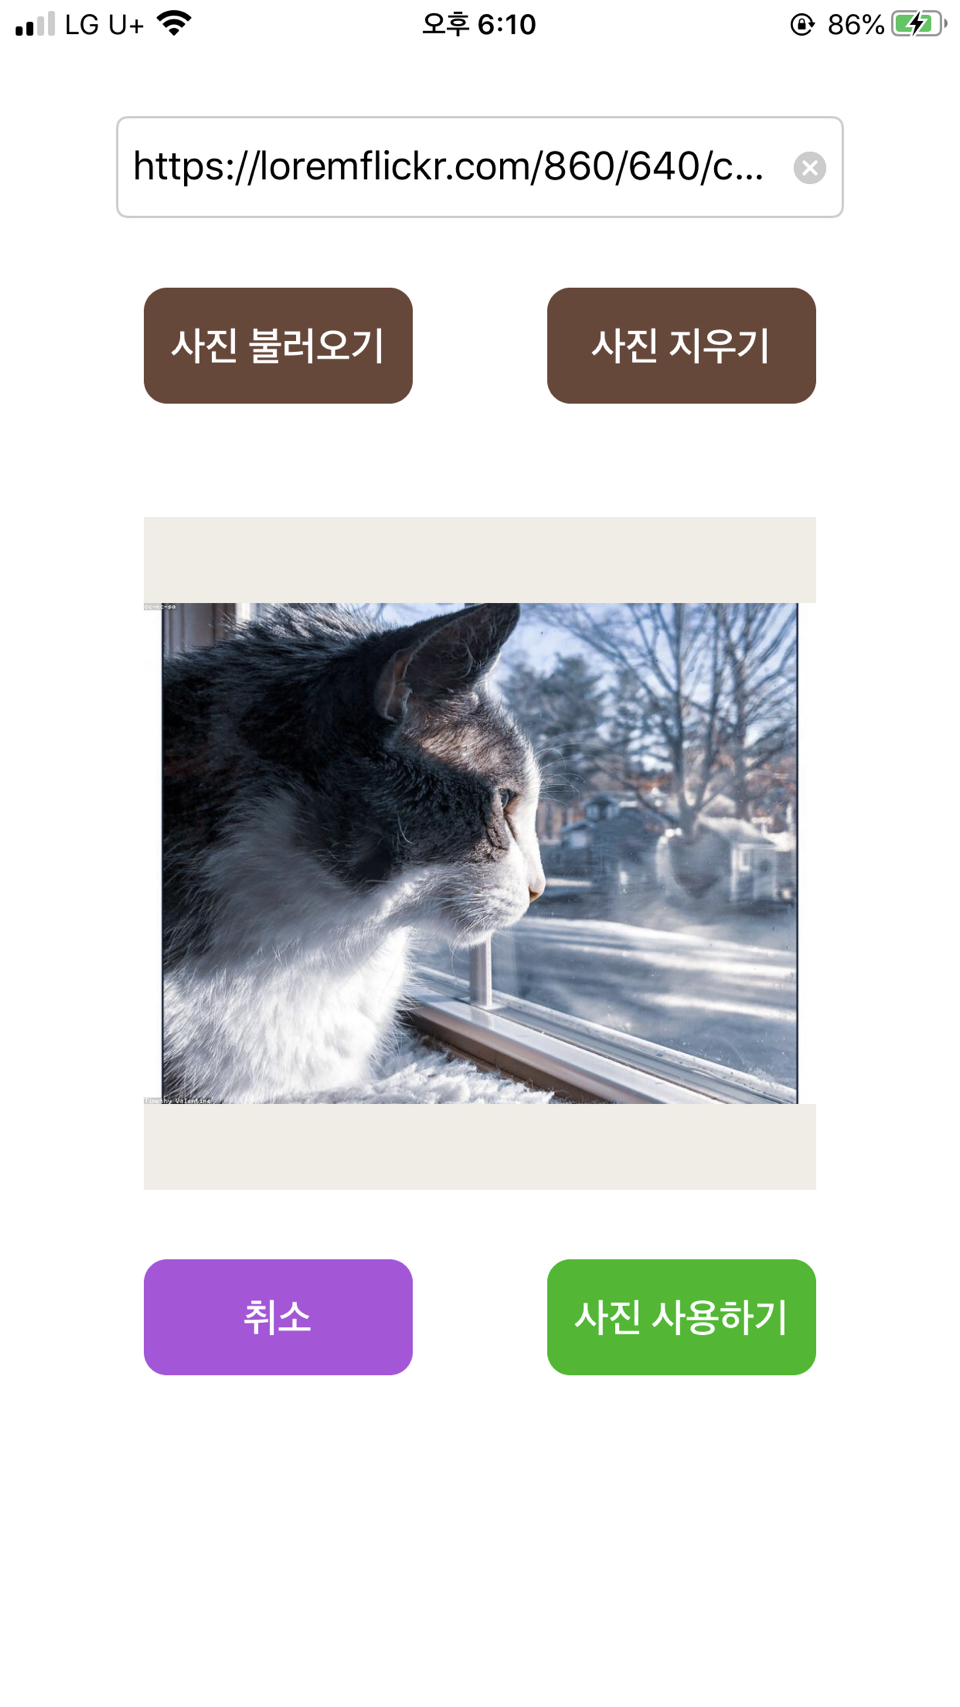 LG U+ 오후 6:10 86%
https://loremflickr.com/860/640/c...
사진 불러오기 사진 지우기
Timothy Valentine
취소 사진 사용하기